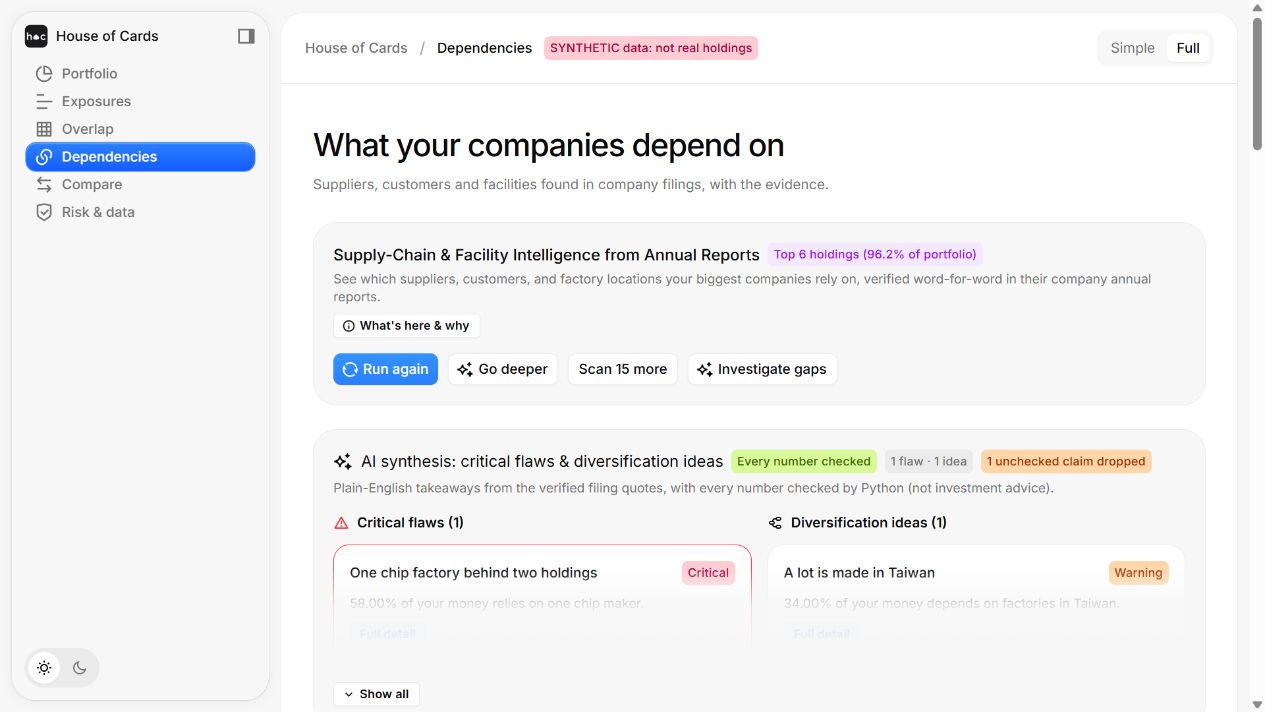 House of Cards
Portfolio
Exposures
Overlap
Dependencies
Compare
Risk & data
House of Cards / Dependencies SYNTHETIC data: not real holdings
Simple Full
What your companies depend on
Suppliers, customers and facilities found in company filings, with the evidence.
Supply-Chain & Facility Intelligence from Annual Reports Top 6 holdings (96.2% of portfolio)
See which suppliers, customers, and factory locations your biggest companies rely on, verified word-for-word in their company annual
reports.
What's here & why
Run again Go deeper Scan 15 more Investigate gaps
AI synthesis: critical flaws & diversification ideas Every number checked 1 flaw · 1 idea 1 unchecked claim dropped
Plain-English takeaways from the verified filing quotes, with every number checked by Python (not investment advice).
Critical flaws (1)
One chip factory behind two holdings Critical
58.00% of your money relies on one chip maker.
Full detail
Diversification ideas (1)
A lot is made in Taiwan Warning
34.00% of your money depends on factories in Taiwan.
Full detail
Show all